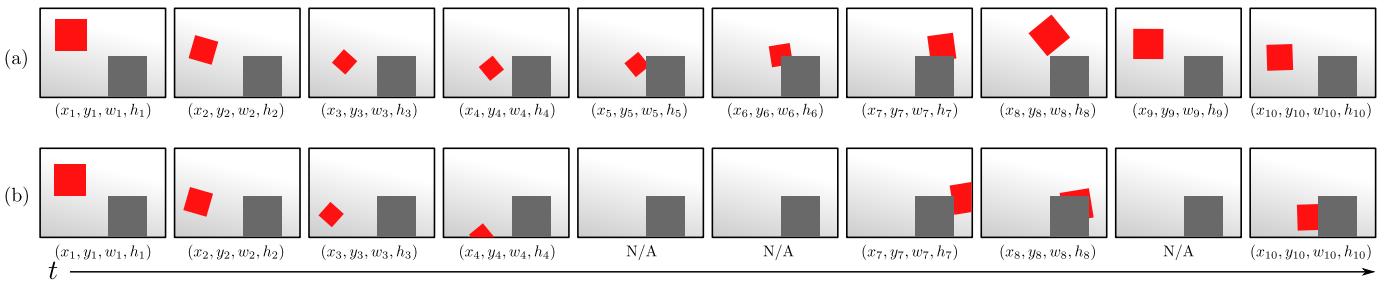 (a)
(x₁, y₁, w₁, h₁) (x₂, y₂, w₂, h₂) (x₃, y₃, w₃, h₃) (x₄, y₄, w₄, h₄) (x₅, y₅, w₅, h₅) (x₆, y₆, w₆, h₆) (x₇, y₇, w₇, h₇) (x₈, y₈, w₈, h₈) (x₉, y₉, w₉, h₉) (x₁₀, y₁₀, w₁₀, h₁₀)
(b)
(x₁, y₁, w₁, h₁) (x₂, y₂, w₂, h₂) (x₃, y₃, w₃, h₃) (x₄, y₄, w₄, h₄) N/A N/A (x₇, y₇, w₇, h₇) (x₈, y₈, w₈, h₈) N/A (x₁₀, y₁₀, w₁₀, h₁₀)
t